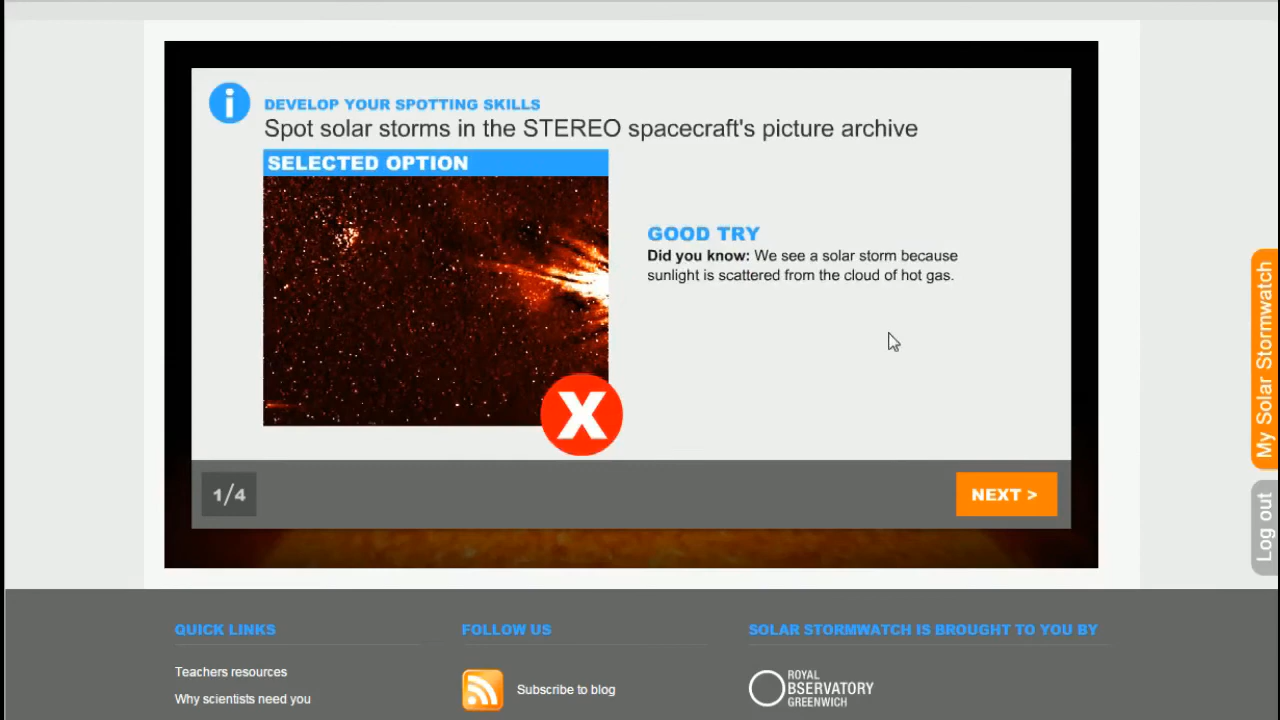 i
DEVELOP YOUR SPOTTING SKILLS
Spot solar storms in the STEREO spacecraft's picture archive
SELECTED OPTION
GOOD TRY
Did you know: We see a solar storm because
sunlight is scattered from the cloud of hot gas.
X
1/4
NEXT >
My Solar Stormwatch
Log out
QUICK LINKS
Teachers resources
Why scientists need you
FOLLOW US
Subscribe to blog
SOLAR STORMWATCH IS BROUGHT TO YOU BY
ROYAL
OBSERVATORY
GREENWICH